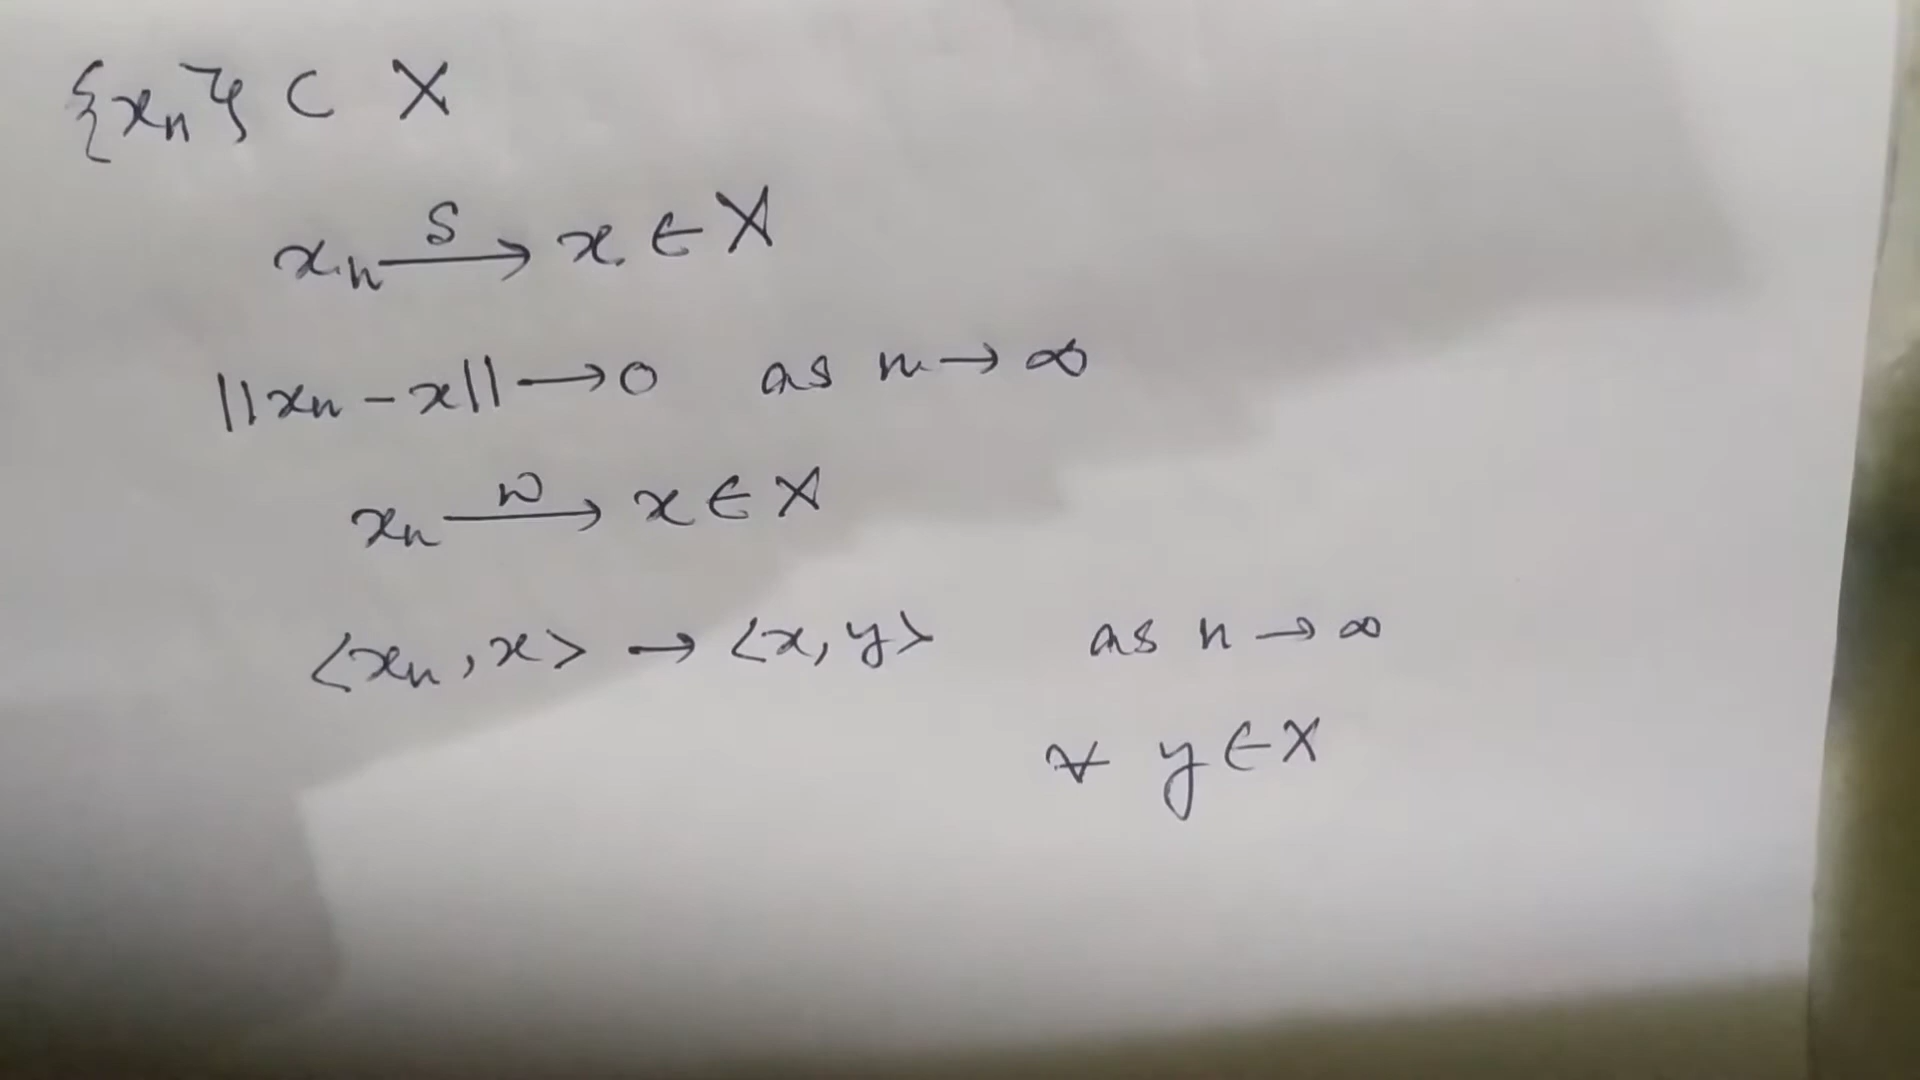 {xₙ} ⊂ X
xₙ —S→ x ∈ X
||xₙ - x|| → 0 as n → ∞
xₙ —w→ x ∈ X
<xₙ, x> → <x, y> as n → ∞
∀ y ∈ X